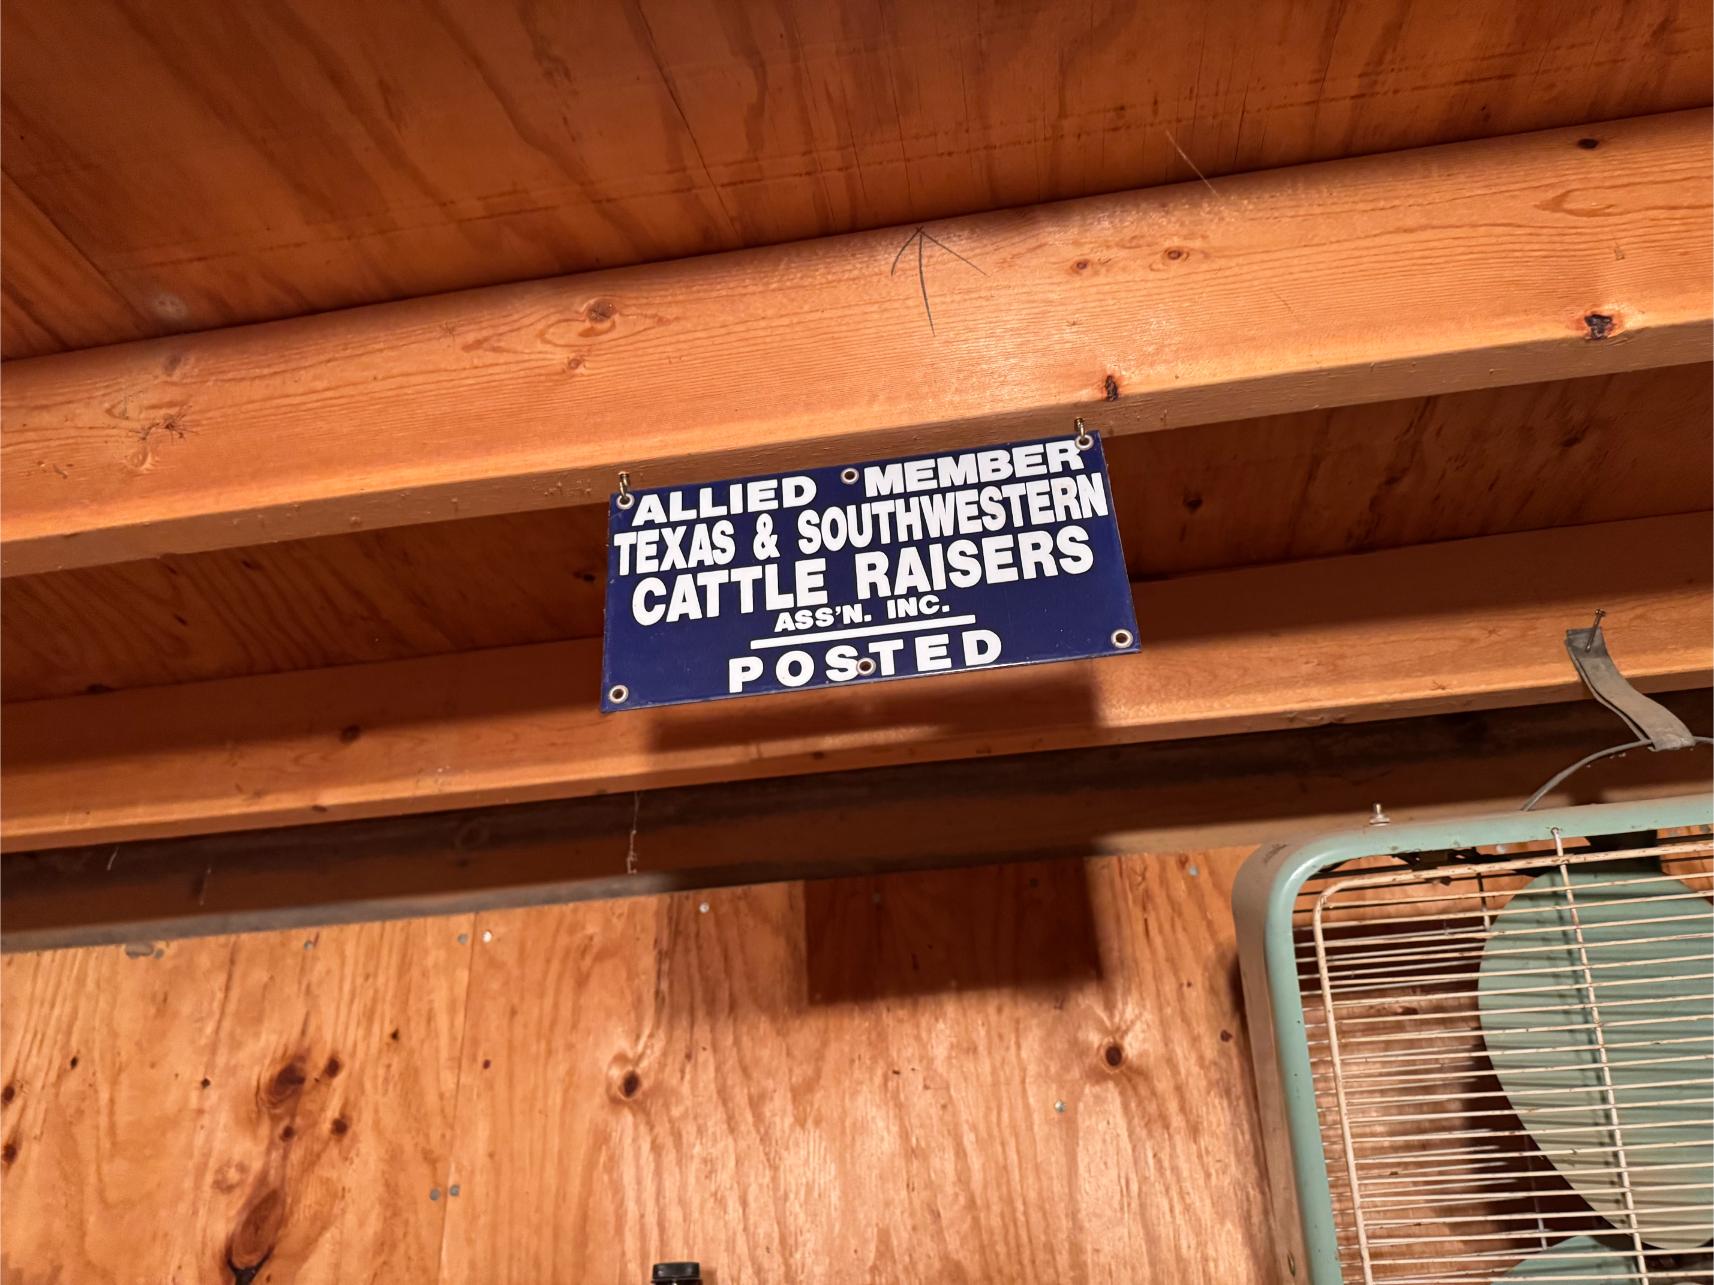 ALLIED MEMBER
TEXAS & SOUTHWESTERN
CATTLE RAISERS
ASS'N. INC.
POSTED